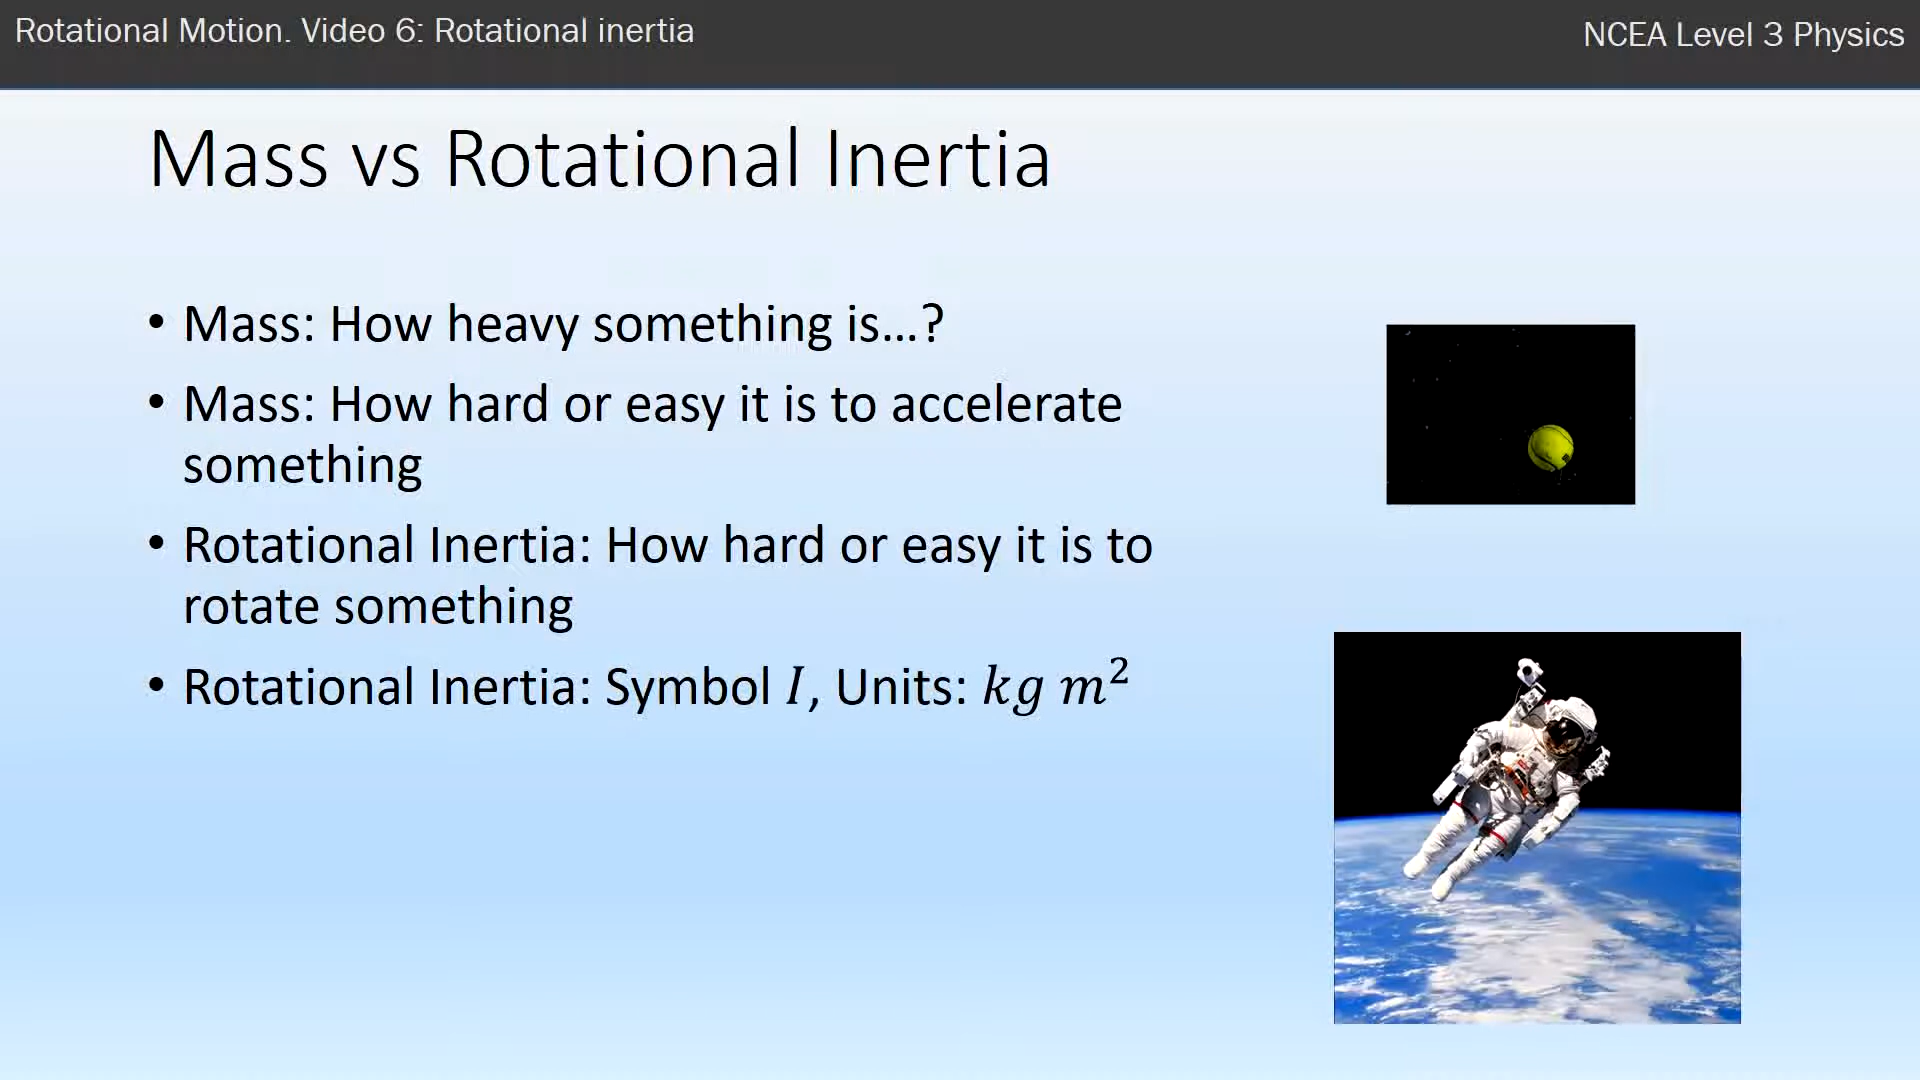 Rotational Motion. Video 6: Rotational inertia
NCEA Level 3 Physics
Mass vs Rotational Inertia
• Mass: How heavy something is...?
• Mass: How hard or easy it is to accelerate
something
• Rotational Inertia: How hard or easy it is to
rotate something
• Rotational Inertia: Symbol I, Units: kg m²